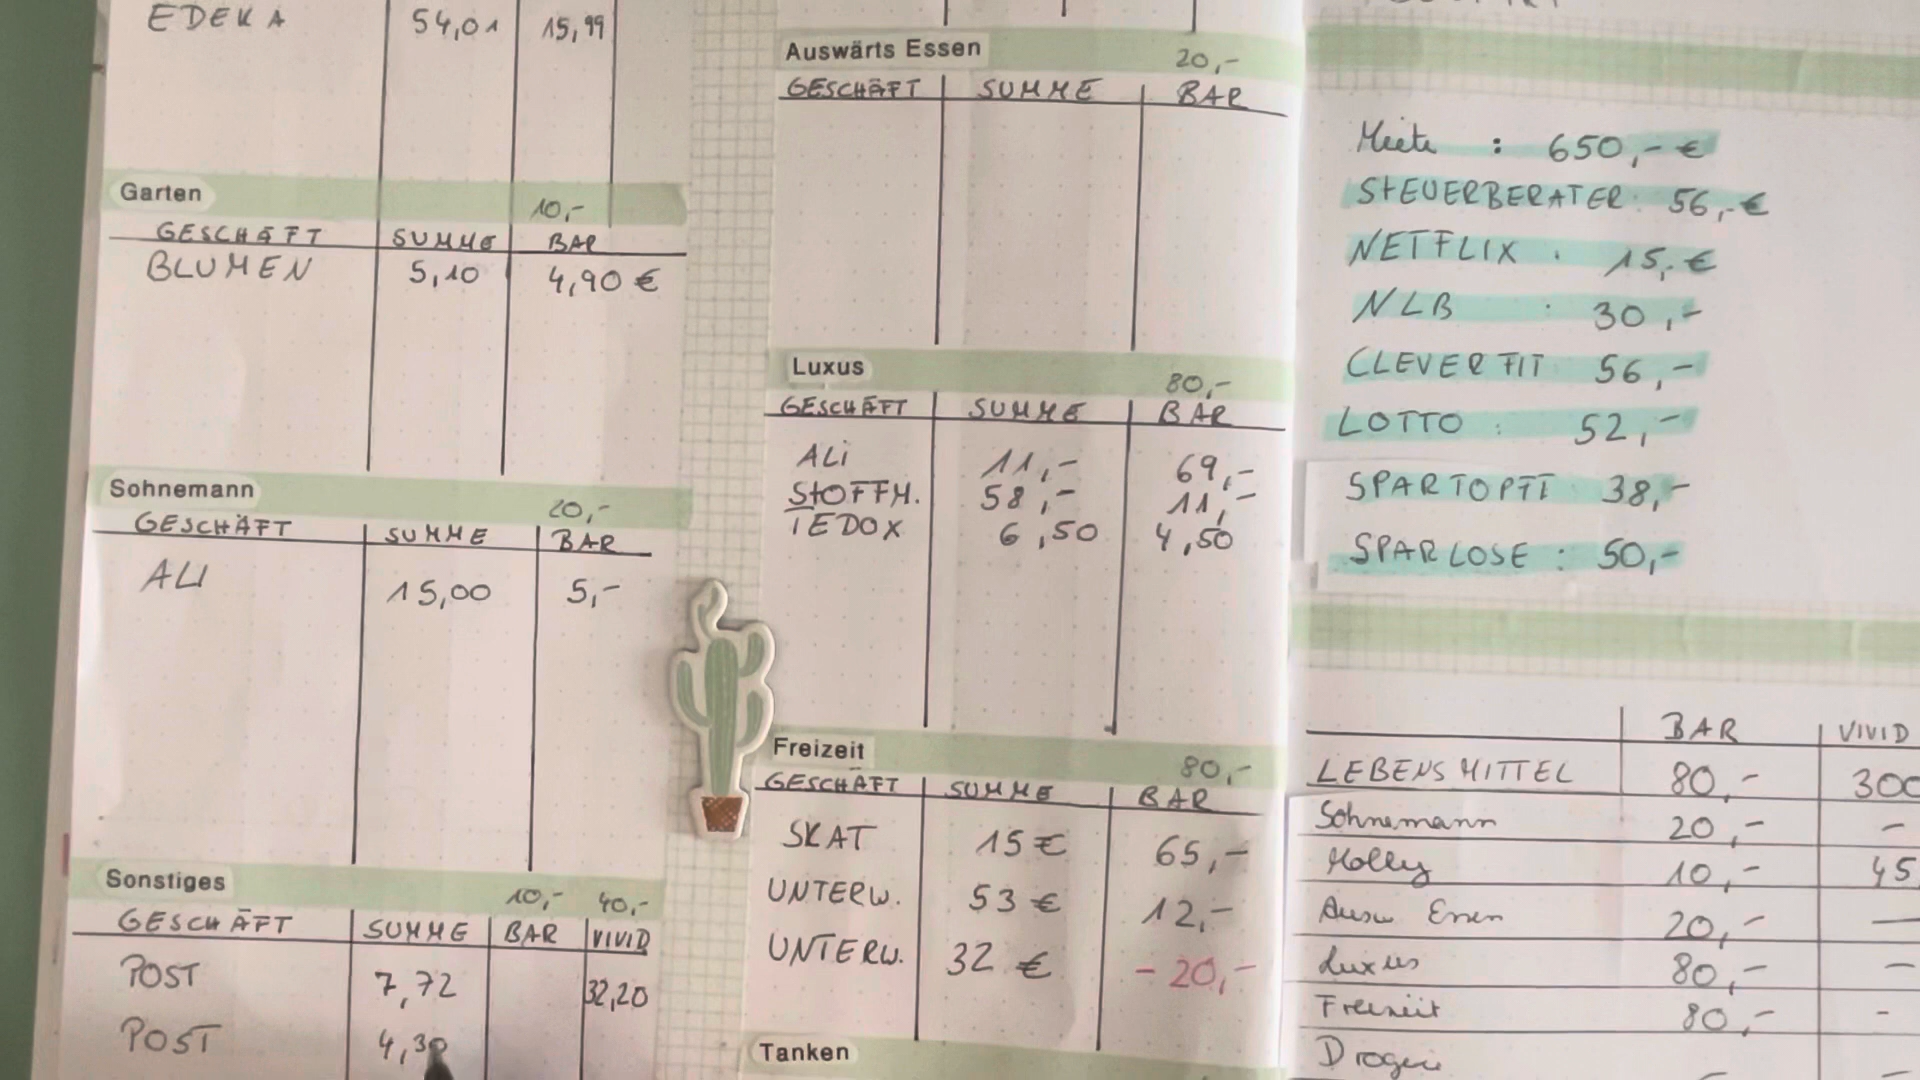 EDEKA 54,01 15,99
Garten
10,-
GESCHÄFT SUMME BAR
BLUMEN 5,10 4,90 €
Sohnemann
20,-
GESCHÄFT SUMME BAR
ALI 15,00 5,-
Sonstiges
10,- 40,-
GESCHÄFT SUMME BAR VIVID
POST 7,72 32,20
POST 4,30
Auswärts Essen
20,-
GESCHÄFT SUMME BAR
Luxus
80,-
GESCHÄFT SUMME BAR
ALi 11,- 69,-
STOFFM. 58,- 11,-
TEDOX 6,50 4,50
Freizeit
80,-
GESCHÄFT SUMME BAR
SKAT 15 € 65,-
UNTERW. 53 € 12,-
UNTERW. 32 € -20,-
Tanken
Miete : 650,- €
STEUERBERATER: 56,- €
NETFLIX . 15,- €
NLB : 30,-
CLEVERFIT 56,-
LOTTO : 52,-
SPARTOPTI 38,-
SPARLOSE : 50,-
BAR VIVID
LEBENSMITTEL 80,- 300
Sohnemann 20,- -
Molly 10,- 45,
Ausw Essen 20,- -
Luxus 80,- -
Freizeit 80,- -
Drogerie